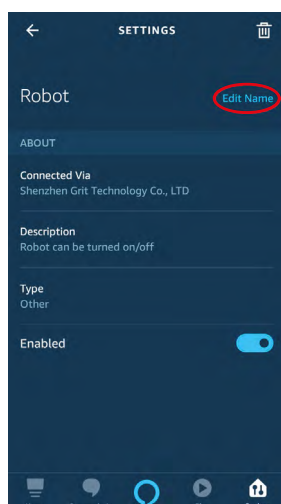 SETTINGS
Robot
Edit Name
ABOUT
Connected Via
Shenzhen Grit Technology Co., LTD
Description
Robot can be turned on/off
Type
Other
Enabled